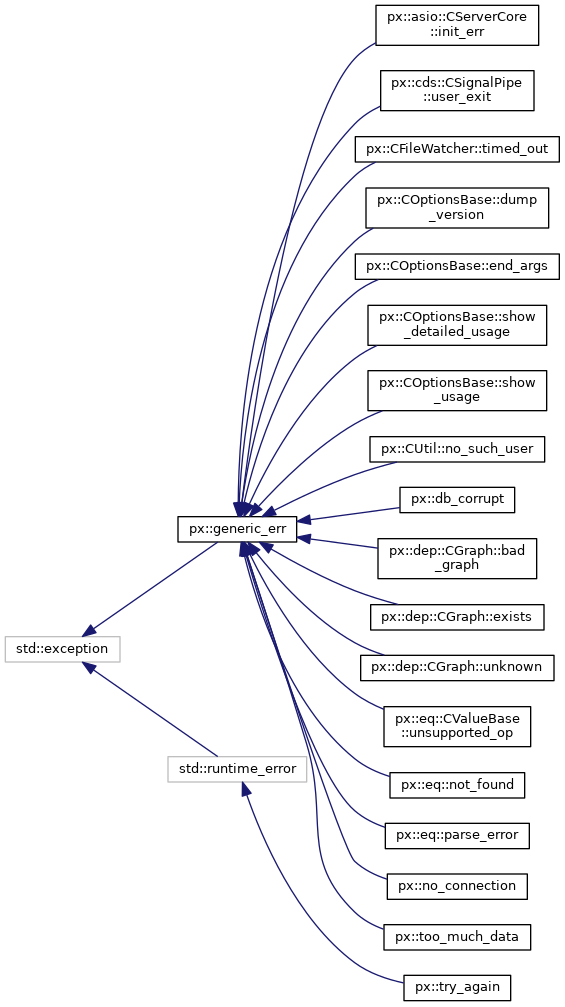 px::asio::CServerCore
::init_err
px::cds::CSignalPipe
::user_exit
px::CFileWatcher::timed_out
px::COptionsBase::dump
_version
px::COptionsBase::end_args
px::COptionsBase::show
_detailed_usage
px::COptionsBase::show
_usage
px::CUtil::no_such_user
px::db_corrupt
px::generic_err
px::dep::CGraph::bad
_graph
px::dep::CGraph::exists
std::exception
px::dep::CGraph::unknown
px::eq::CValueBase
::unsupported_op
std::runtime_error
px::eq::not_found
px::eq::parse_error
px::no_connection
px::too_much_data
px::try_again